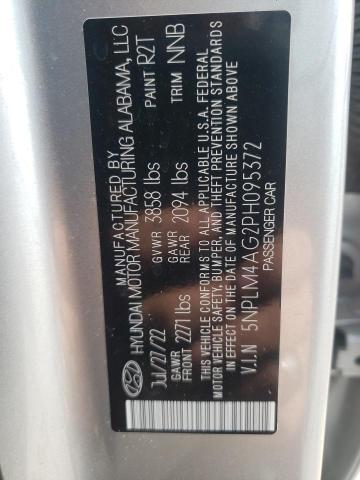 MANUFACTURED BY
HYUNDAI MOTOR MANUFACTURING ALABAMA, LLC
Jul/27/22 GVWR 3858 lbs PAINT R2T
GAWR FRONT 2271 lbs GAWR REAR 2094 lbs TRIM NNB
THIS VEHICLE CONFORMS TO ALL APPLICABLE U.S.A. FEDERAL
MOTOR VEHICLE SAFETY, BUMPER, AND THEFT PREVENTION STANDARDS
IN EFFECT ON THE DATE OF MANUFACTURE SHOWN ABOVE
V.I.N 5NPLM4AG2PH095372
PASSENGER CAR